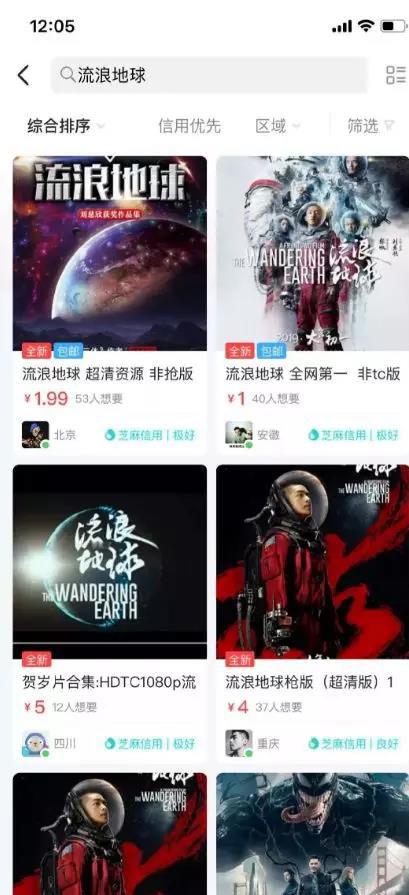 12:05
流浪地球
综合排序 信用优先 区域 筛选
流浪地球
刘慈欣获奖作品集
全新 包邮
流浪地球 超清资源 非抢版
¥1.99 53人想要
北京 芝麻信用 | 极好
THE WANDERING EARTH
流浪地球
2019·大年初一
全新 包邮
流浪地球 全网第一 非tc版
¥1 40人想要
安徽 芝麻信用 | 极好
流浪地球
THE WANDERING EARTH
全新
贺岁片合集:HDTC1080p流
¥5 12人想要
四川 芝麻信用 | 极好
地球
THE WANDERING EARTH
全新
流浪地球枪版（超清版）1
¥4 37人想要
重庆 芝麻信用 | 良好
地球
THE WANDERING EARTH